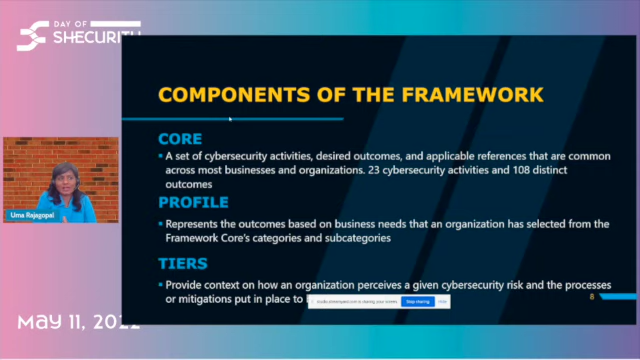 DAY OF
SHECURITY
COMPONENTS OF THE FRAMEWORK
CORE
A set of cybersecurity activities, desired outcomes, and applicable references that are common
across most businesses and organizations. 23 cybersecurity activities and 108 distinct
outcomes
PROFILE
Represents the outcomes based on business needs that an organization has selected from the
Framework Core's categories and subcategories
TIERS
Provide context on how an organization perceives a given cybersecurity risk and the processes
or mitigations put in place to
is sharing your screen.
Stop sharing
Hide
8
Uma Rajagopal
MAY 11, 2022